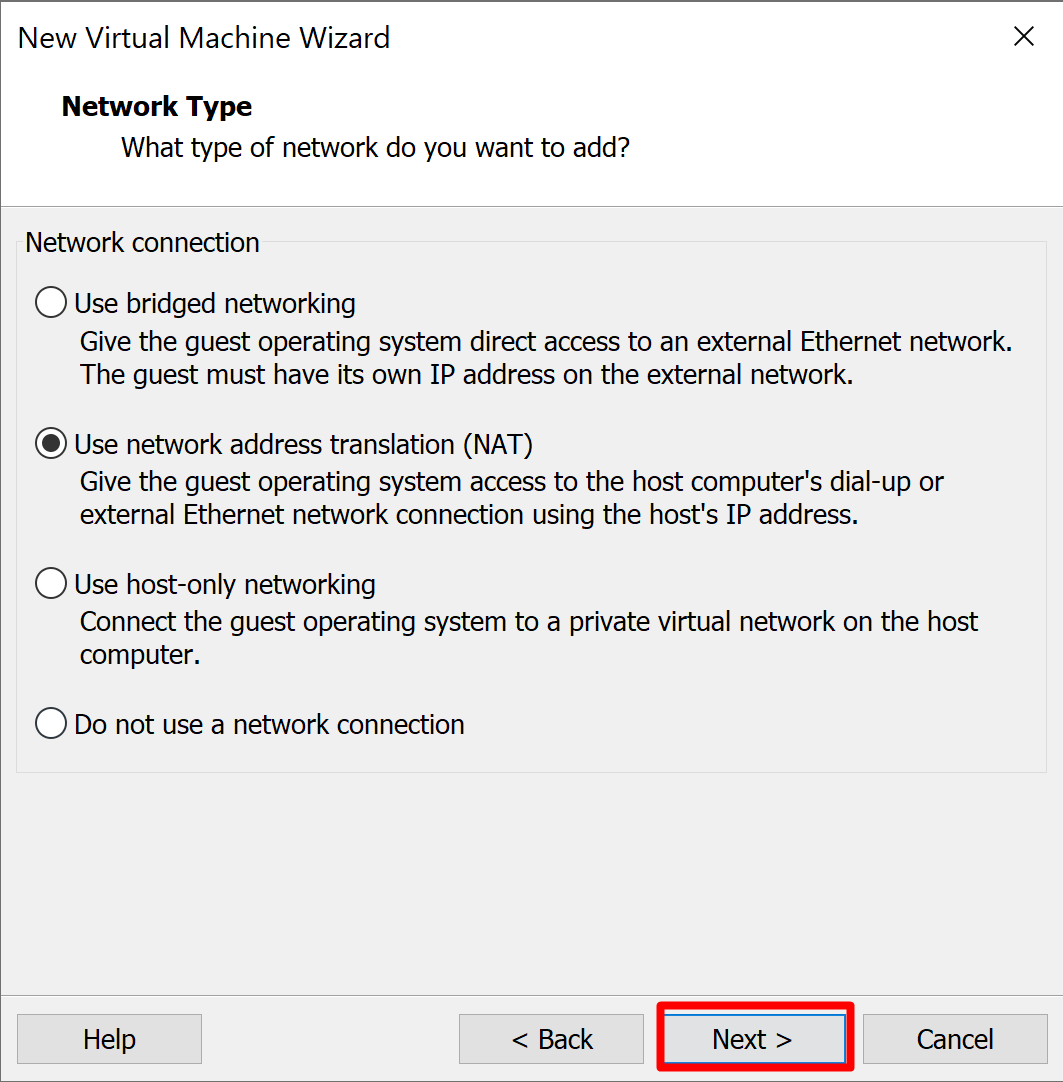 New Virtual Machine Wizard
Network Type
What type of network do you want to add?
Network connection
Use bridged networking
Give the guest operating system direct access to an external Ethernet network.
The guest must have its own IP address on the external network.
Use network address translation (NAT)
Give the guest operating system access to the host computer's dial-up or
external Ethernet network connection using the host's IP address.
Use host-only networking
Connect the guest operating system to a private virtual network on the host
computer.
Do not use a network connection
Help
< Back
Next >
Cancel